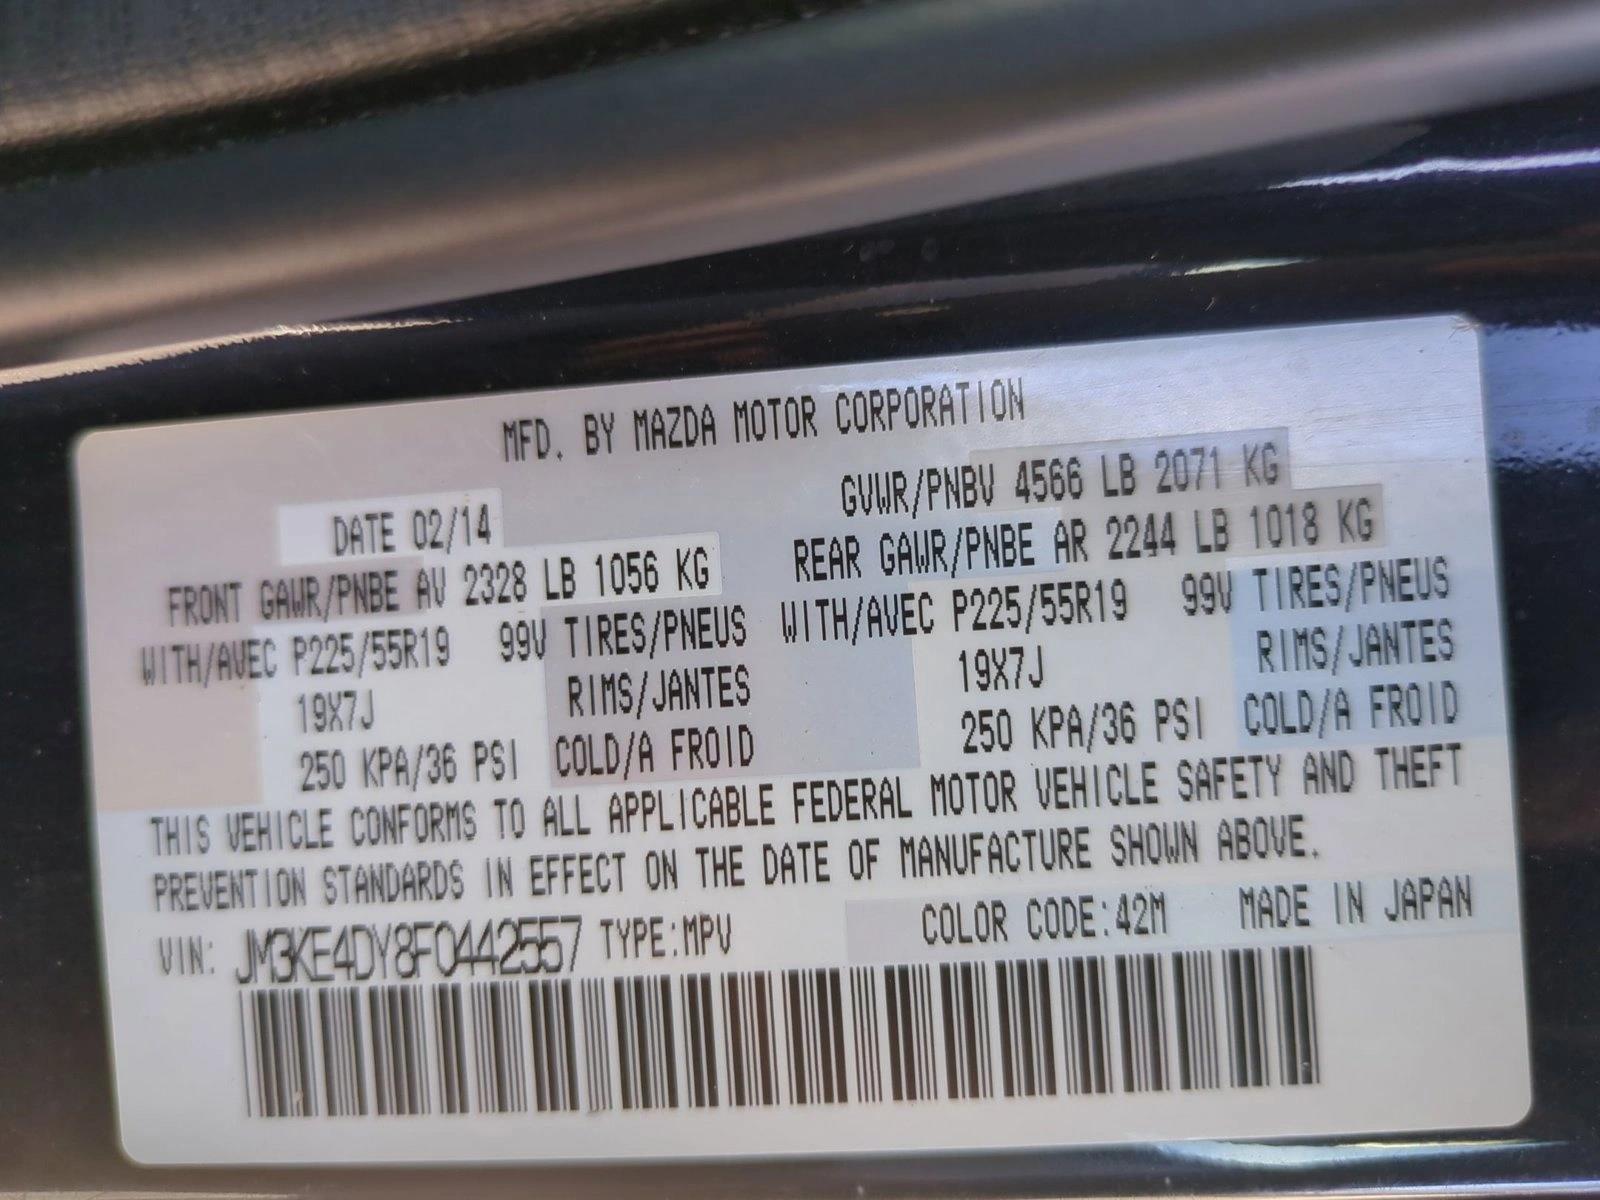 MFD. BY MAZDA MOTOR CORPORATION
DATE 02/14 GVWR/PNBV 4566 LB 2071 KG
FRONT GAWR/PNBE AV 2328 LB 1056 KG REAR GAWR/PNBE AR 2244 LB 1018 KG
WITH/AVEC P225/55R19 99V TIRES/PNEUS WITH/AVEC P225/55R19 99V TIRES/PNEUS
19X7J RIMS/JANTES 19X7J RIMS/JANTES
250 KPA/36 PSI COLD/A FROID 250 KPA/36 PSI COLD/A FROID
THIS VEHICLE CONFORMS TO ALL APPLICABLE FEDERAL MOTOR VEHICLE SAFETY AND THEFT
PREVENTION STANDARDS IN EFFECT ON THE DATE OF MANUFACTURE SHOWN ABOVE.
VIN: JM3KE4DY8F0442557 TYPE:MPV COLOR CODE:42M MADE IN JAPAN